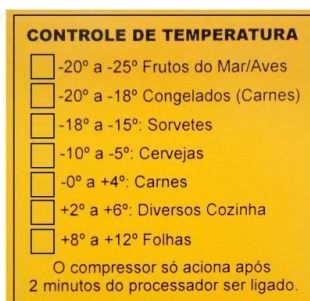 CONTROLE DE TEMPERATURA
-20º a -25º Frutos do Mar/Aves
-20º a -18º Congelados (Carnes)
-18º a -15º: Sorvetes
-10º a -5º: Cervejas
-0º a +4º: Carnes
+2º a +6º: Diversos Cozinha
+8º a +12º Folhas
O compressor só aciona após
2 minutos do processador ser ligado.